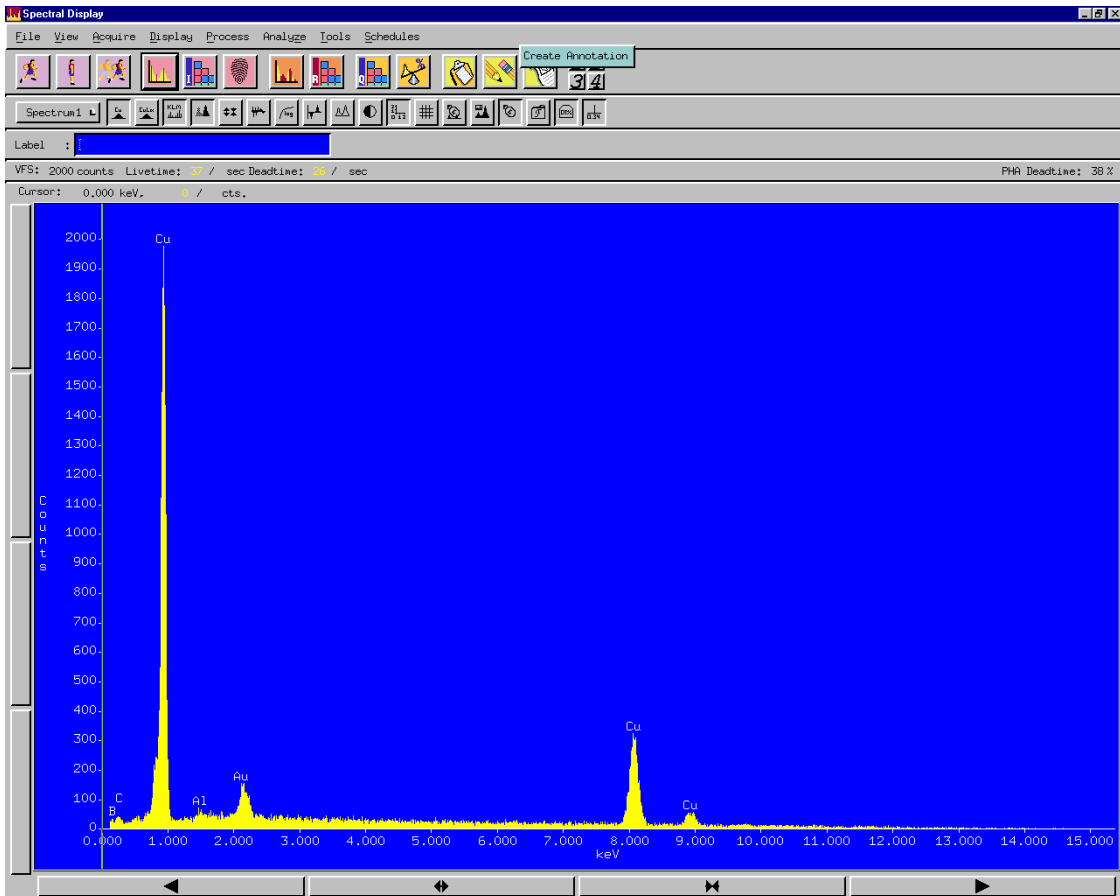 Spectral Display
File View Acquire Display Process Analyze Tools Schedules
Create Annotation
I R Q % 3 4
Spectrum1
Label :
VFS: 2000 counts Livetime: 37 / sec Deadtime: 26 / sec PHA Deadtime: 38 %
Cursor: 0.000 keV, 0 / cts.
2000
1900
1800
1700
1600
1500
1400
1300
1200
1100
1000
900
800
700
600
500
400
300
200
100
0
Counts
Cu
B
C
Al
Au
Cu
Cu
0.000 1.000 2.000 3.000 4.000 5.000 6.000 7.000 8.000 9.000 10.000 11.000 12.000 13.000 14.000 15.000
keV